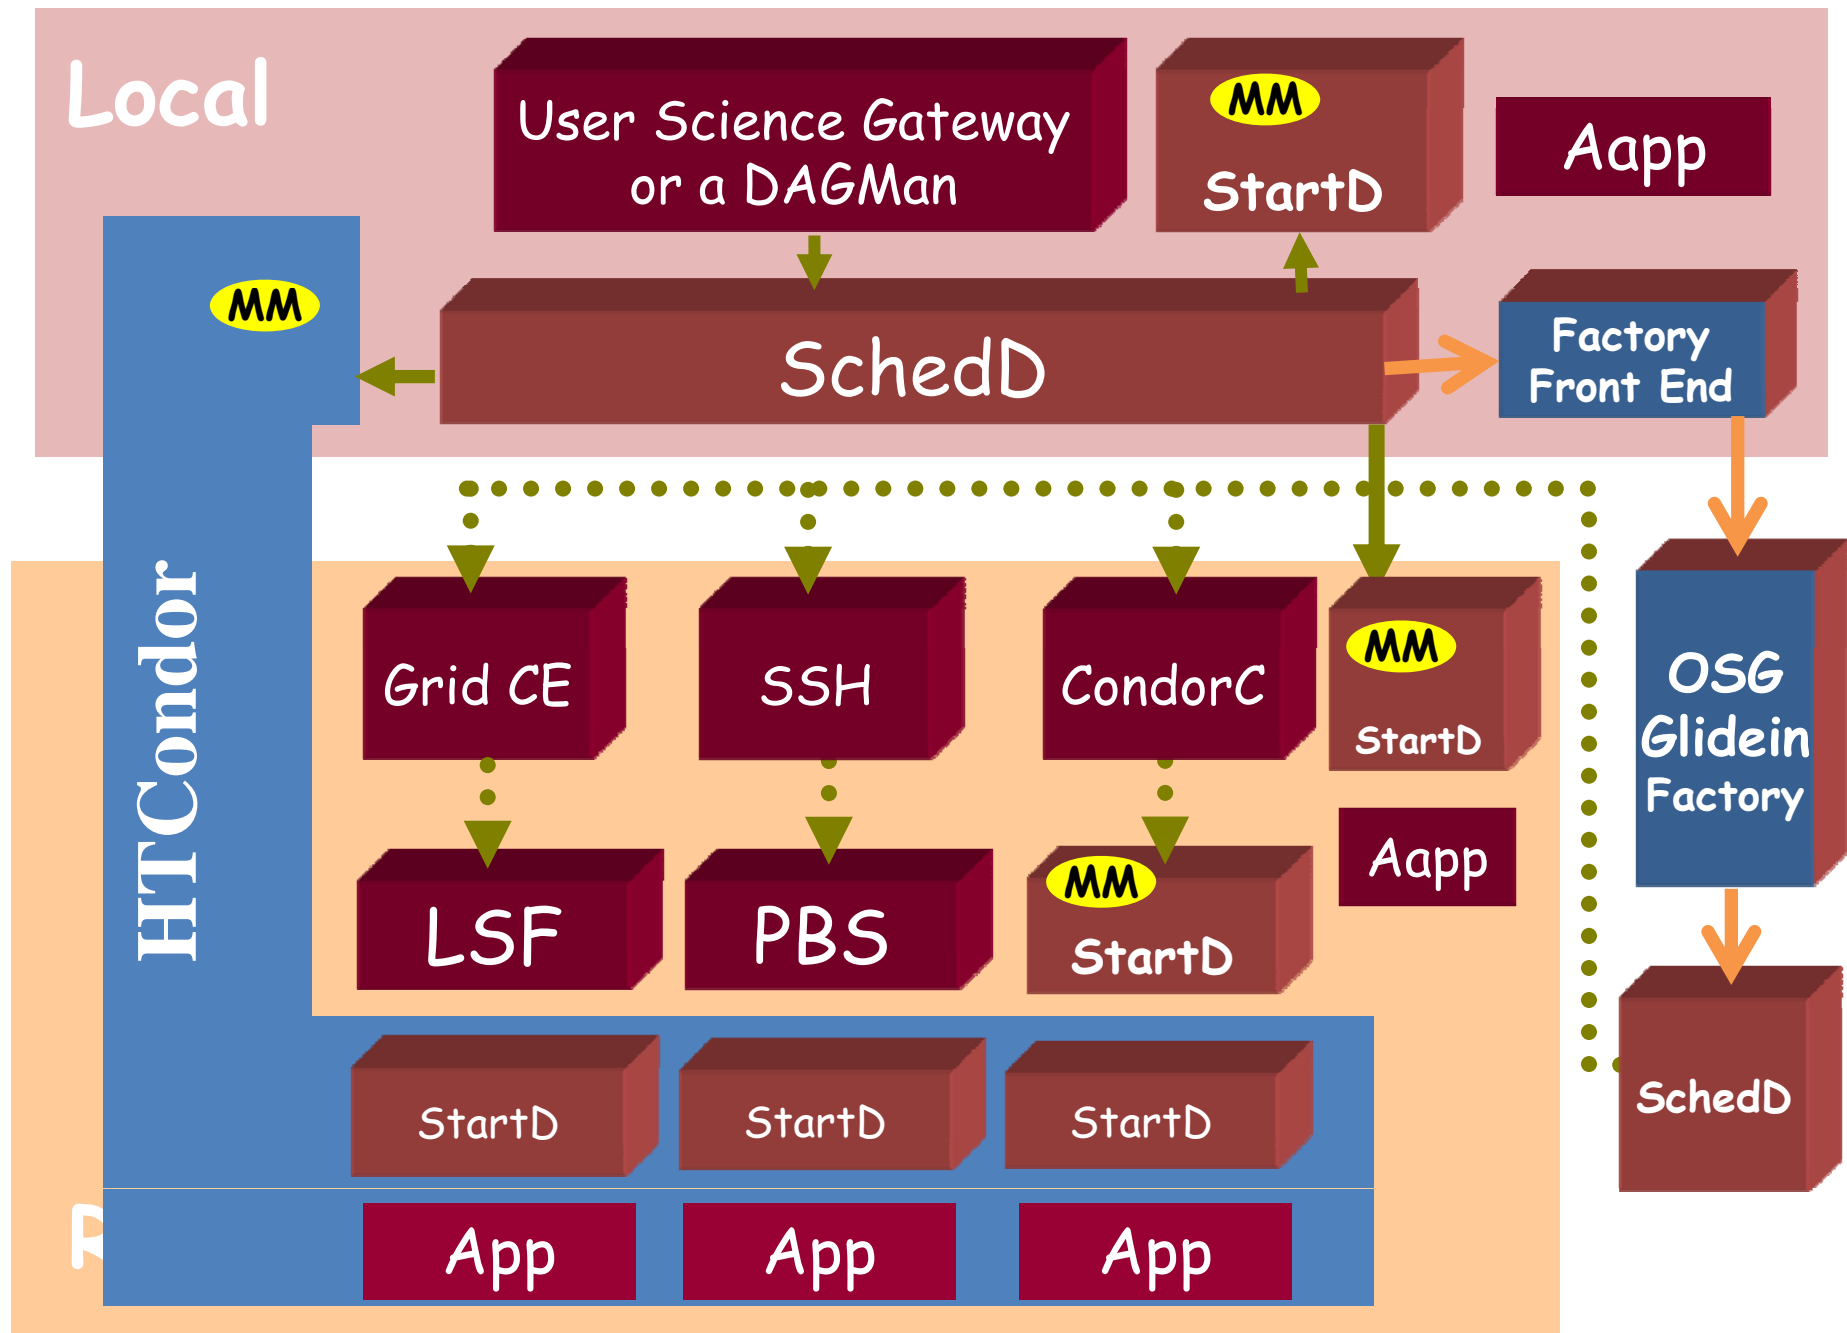 Local
User Science Gateway
or a DAGMan
MM
StartD
Aapp
MM
SchedD
Factory
Front End
HTCondor
Grid CE
SSH
CondorC
MM
StartD
OSG
Glidein
Factory
LSF
PBS
MM
StartD
Aapp
StartD
StartD
StartD
SchedD
R
App
App
App